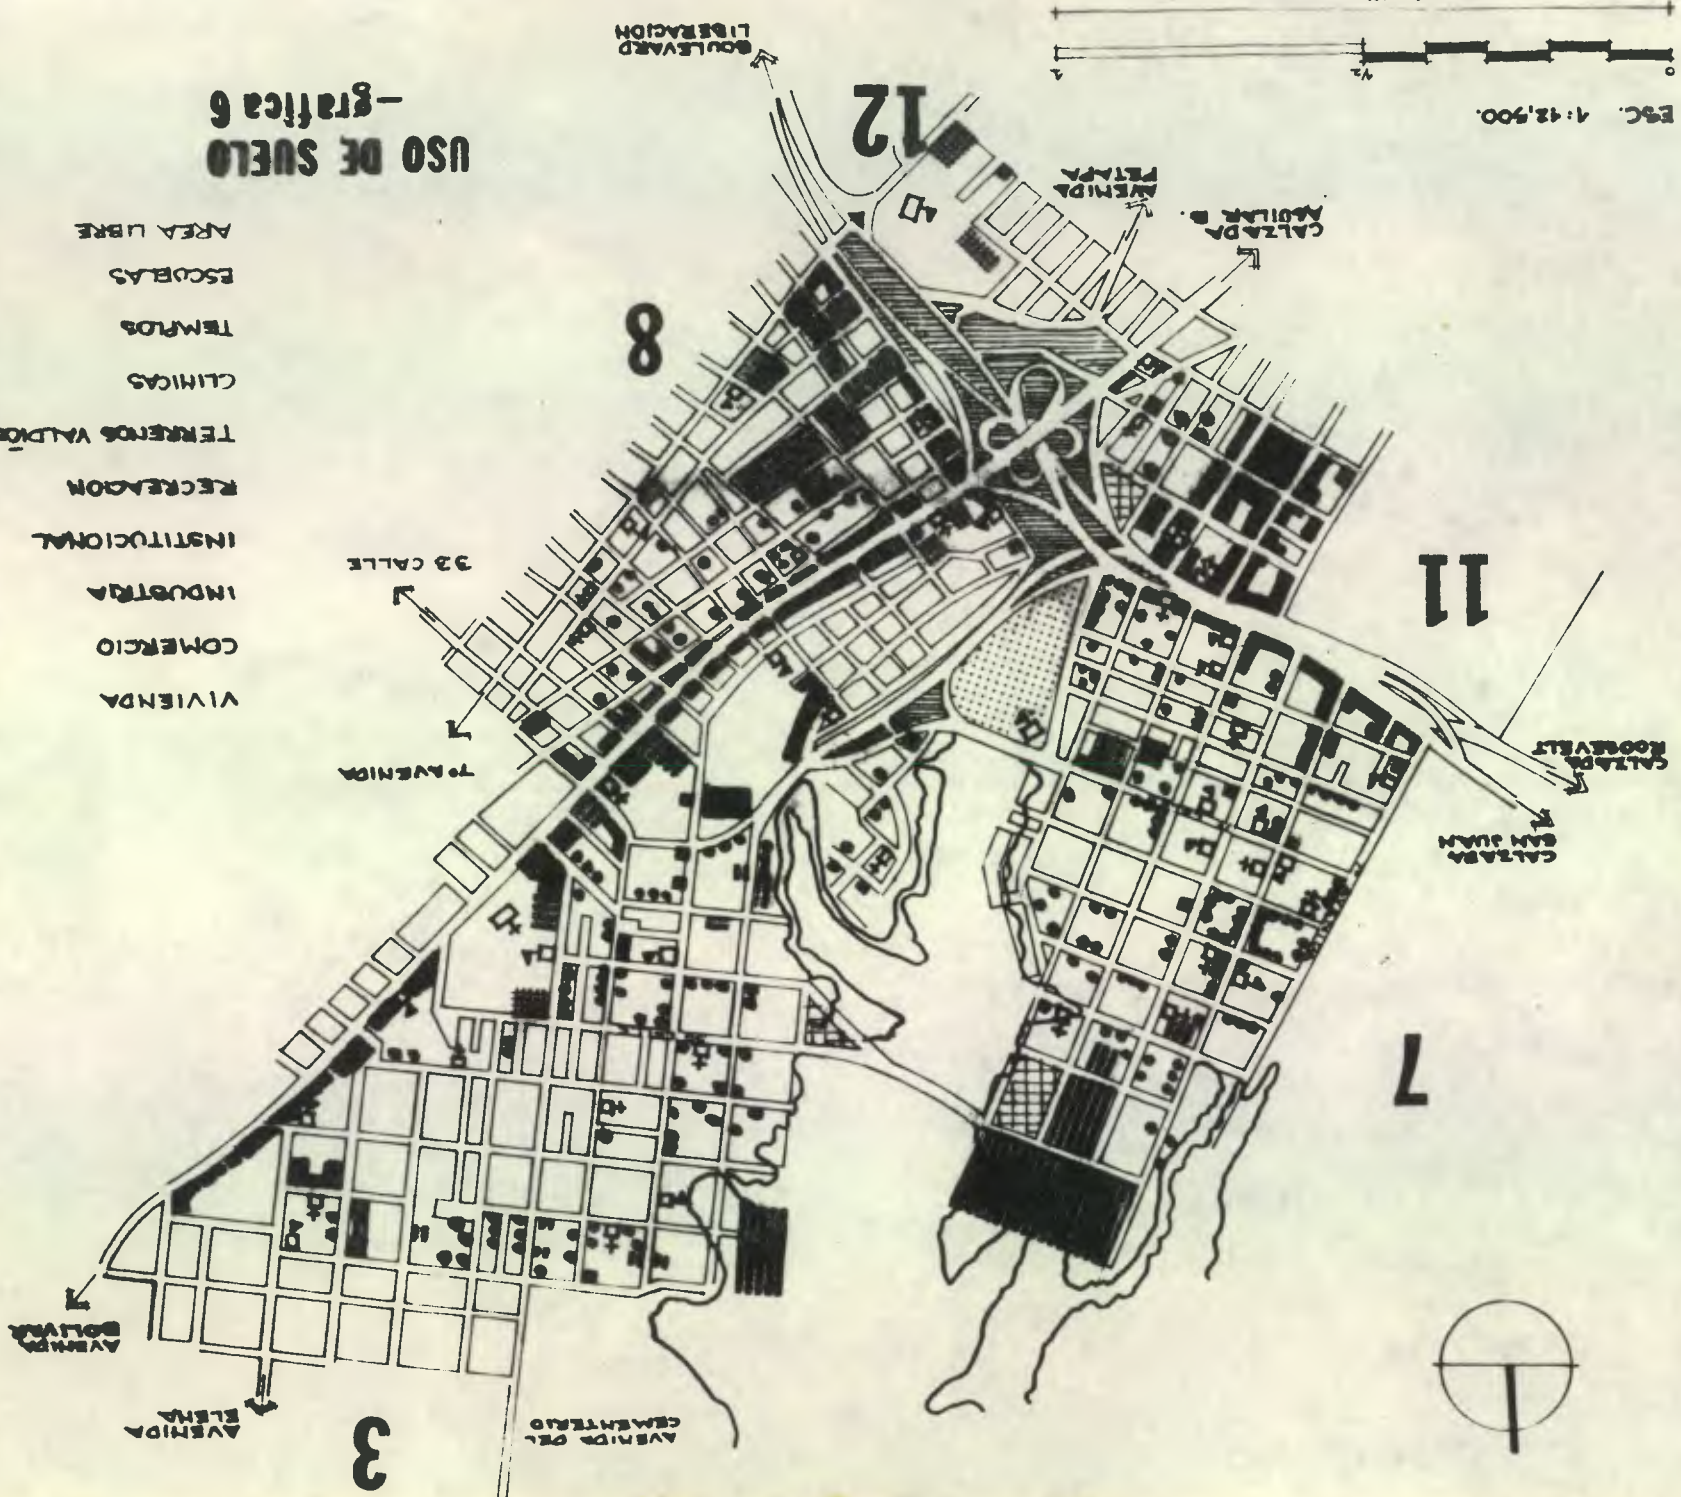 AVENIDA DEL
CEMENTERIO
3
AVENIDA
ELENA
AVENIDA
BOLIVAR
7
CALZADA
SAN JUAN
CALZADA
ROOSEVELT
7ª AVENIDA
33 CALLE
11
VIVIENDA
COMERCIO
INDUSTRIA
INSTITUCIONAL
RECREACION
TERRENOS VALDIOS
CLINICAS
TEMPLOS
ESCUELAS
AREA LIBRE
8
CALZADA
AGUILAR B.
AVENIDA
PETAPA
12
USO DE SUELO
-grafica 6
ESC. 1:12,500.
0 1/2 1
BOULEVARD
LIBERACION